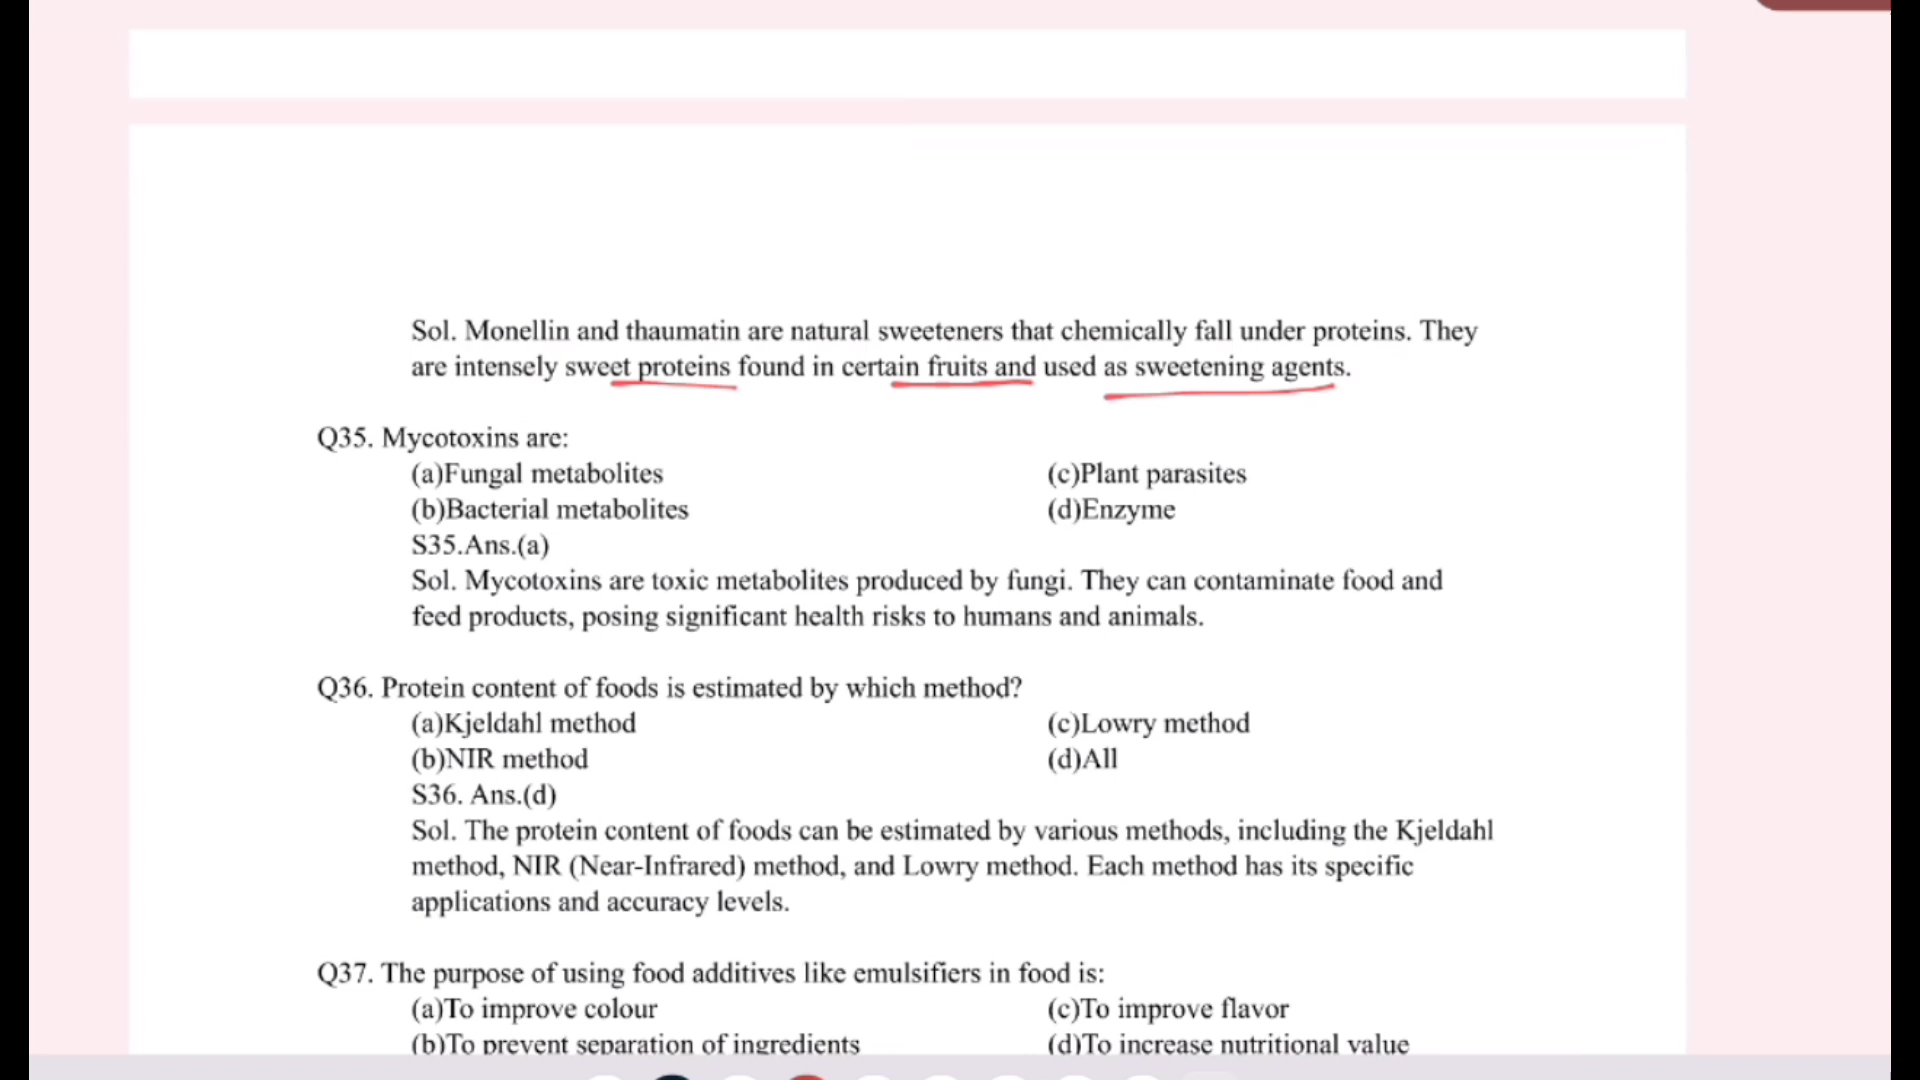 Sol. Monellin and thaumatin are natural sweeteners that chemically fall under proteins. They
are intensely sweet proteins found in certain fruits and used as sweetening agents.
Q35. Mycotoxins are:
(a)Fungal metabolites (c)Plant parasites
(b)Bacterial metabolites (d)Enzyme
S35.Ans.(a)
Sol. Mycotoxins are toxic metabolites produced by fungi. They can contaminate food and
feed products, posing significant health risks to humans and animals.
Q36. Protein content of foods is estimated by which method?
(a)Kjeldahl method (c)Lowry method
(b)NIR method (d)All
S36. Ans.(d)
Sol. The protein content of foods can be estimated by various methods, including the Kjeldahl
method, NIR (Near-Infrared) method, and Lowry method. Each method has its specific
applications and accuracy levels.
Q37. The purpose of using food additives like emulsifiers in food is:
(a)To improve colour (c)To improve flavor
(b)To prevent separation of ingredients (d)To increase nutritional value